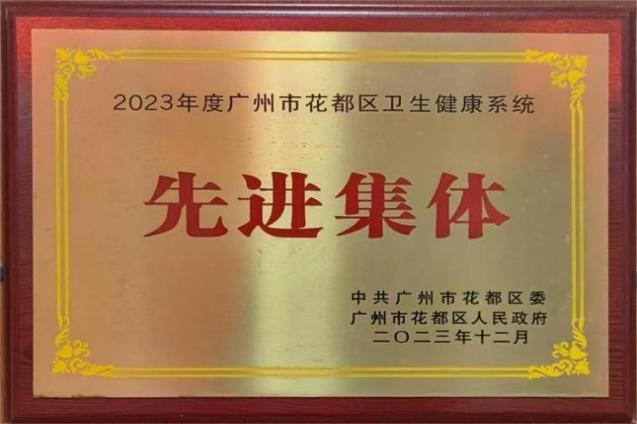 2023年度广州市花都区卫生健康系统
先进集体
中共广州市花都区委
广州市花都区人民政府
二〇二三年十二月